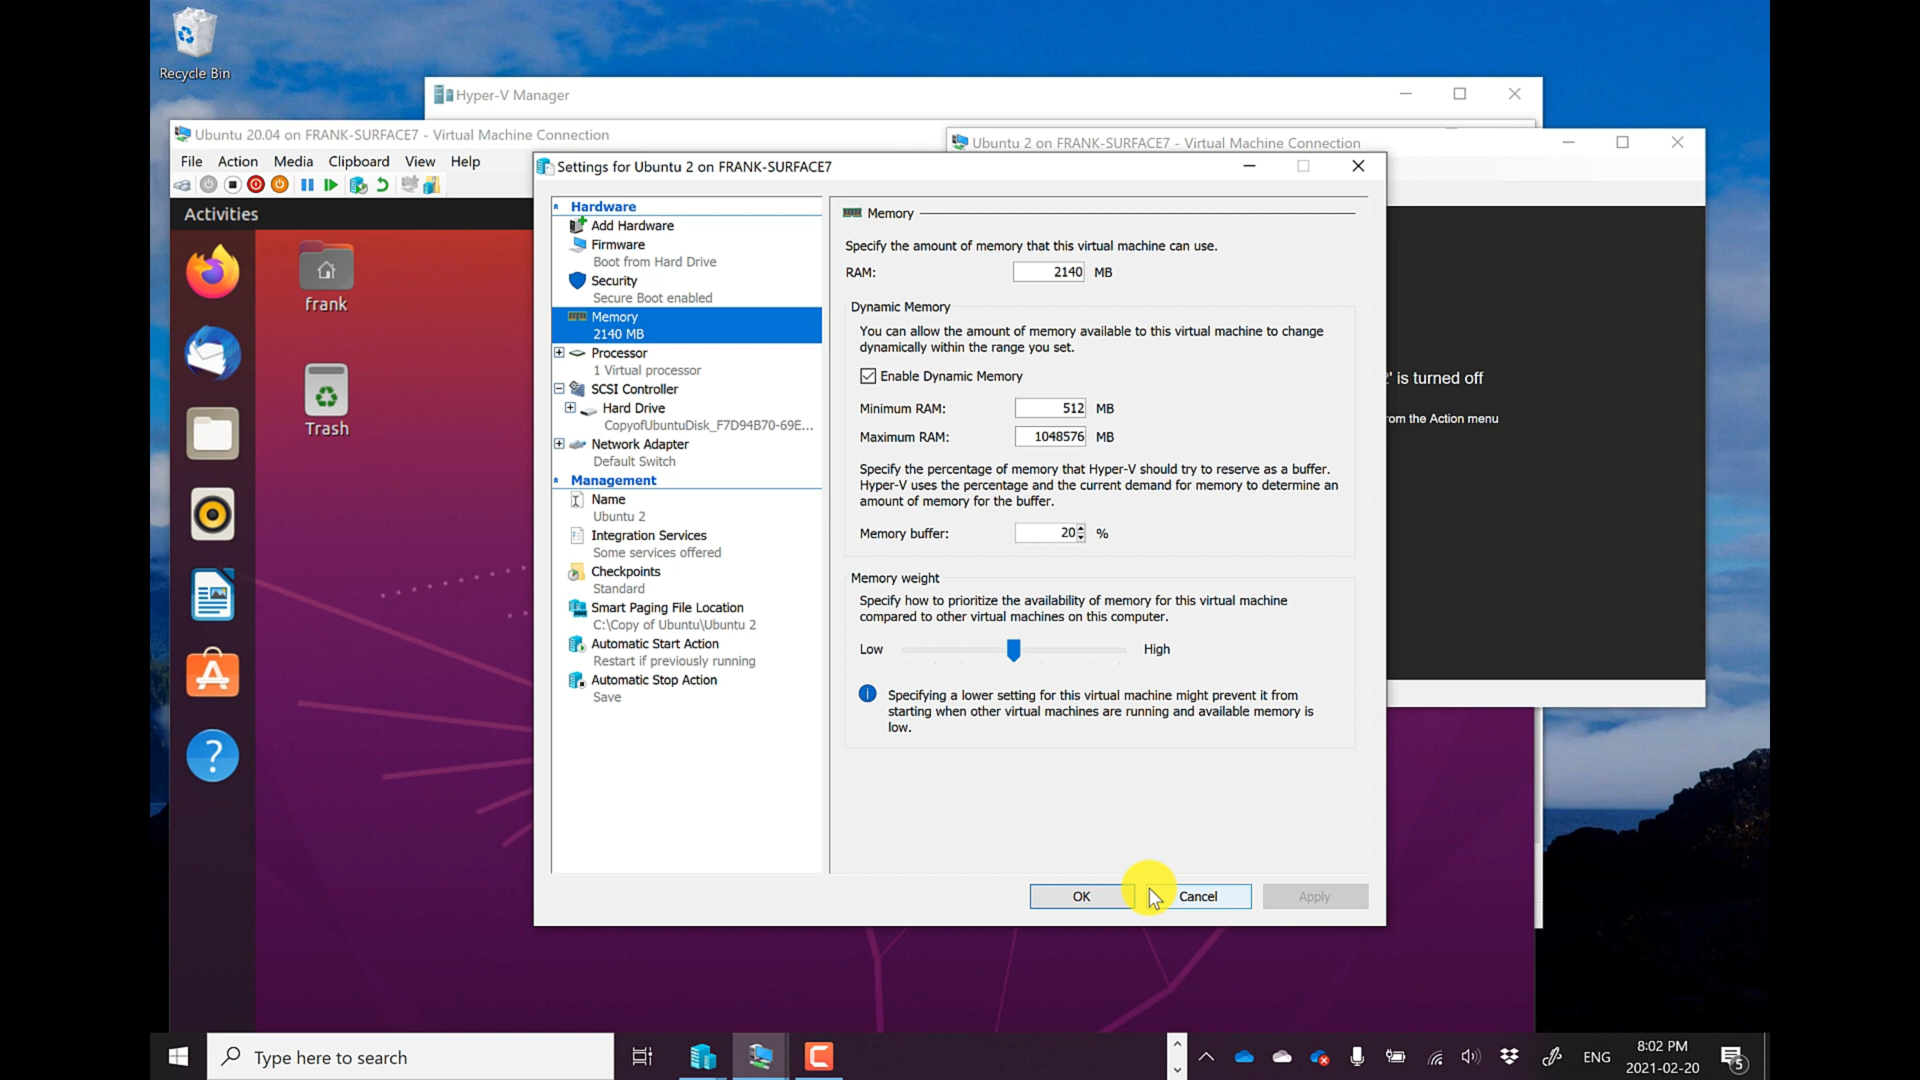 Recycle Bin
Hyper-V Manager
Ubuntu 20.04 on FRANK-SURFACE7 - Virtual Machine Connection
Ubuntu 2 on FRANK-SURFACE7 - Virtual Machine Connection
File Action Media Clipboard View Help
Settings for Ubuntu 2 on FRANK-SURFACE7
Activities
frank
Trash
Hardware
Add Hardware
Firmware
Boot from Hard Drive
Security
Secure Boot enabled
Memory
2140 MB
Processor
1 Virtual processor
SCSI Controller
Hard Drive
CopyofUbuntuDisk_F7D94B70-69E...
Network Adapter
Default Switch
Management
Name
Ubuntu 2
Integration Services
Some services offered
Checkpoints
Standard
Smart Paging File Location
C:\Copy of Ubuntu\Ubuntu 2
Automatic Start Action
Restart if previously running
Automatic Stop Action
Save
Memory
Specify the amount of memory that this virtual machine can use.
RAM: 2140 MB
Dynamic Memory
You can allow the amount of memory available to this virtual machine to change
dynamically within the range you set.
Enable Dynamic Memory
Minimum RAM: 512 MB
Maximum RAM: 1048576 MB
Specify the percentage of memory that Hyper-V should try to reserve as a buffer.
Hyper-V uses the percentage and the current demand for memory to determine an
amount of memory for the buffer.
Memory buffer: 20 %
Memory weight
Specify how to prioritize the availability of memory for this virtual machine
compared to other virtual machines on this computer.
Low High
Specifying a lower setting for this virtual machine might prevent it from
starting when other virtual machines are running and available memory is
low.
OK Cancel Apply
' is turned off
om the Action menu
Type here to search
ENG
8:02 PM
2021-02-20
5